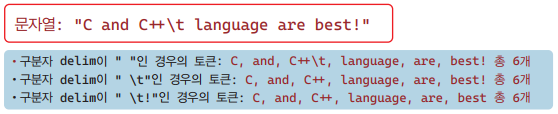 문자열: "C and C++\t language are best!"
• 구분자 delim이 " "인 경우의 토큰: C, and, C++\t, language, are, best! 총 6개
• 구분자 delim이 " \t"인 경우의 토큰: C, and, C++, language, are, best! 총 6개
• 구분자 delim이 " \t!"인 경우의 토큰: C, and, C++, language, are, best 총 6개